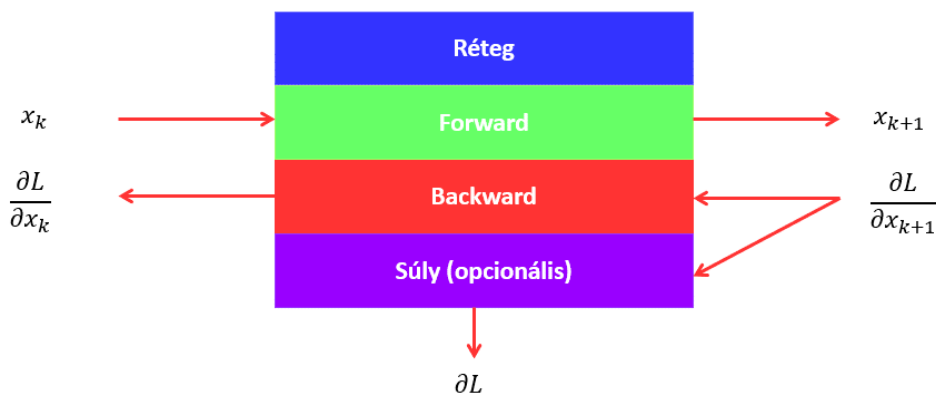 Réteg
x_k
Forward
x_{k+1}
∂L
∂x_k
Backward
∂L
∂x_{k+1}
Súly (opcionális)
∂L